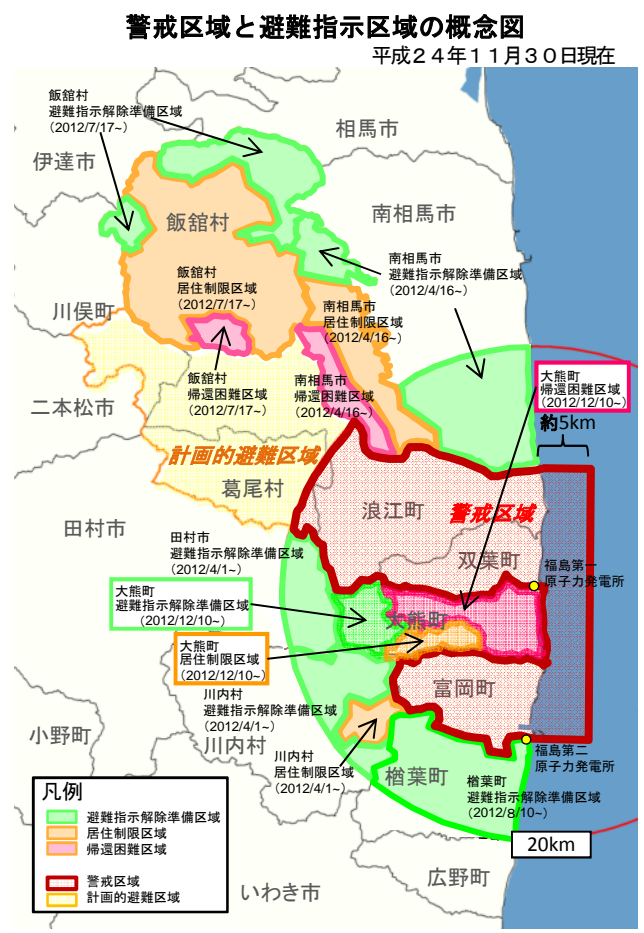 警戒区域と避難指示区域の概念図
平成２４年１１月３０日現在
飯舘村
避難指示解除準備区域
(2012/7/17~)
相馬市
伊達市
飯舘村
南相馬市
南相馬市
避難指示解除準備区域
(2012/4/16~)
飯舘村
居住制限区域
(2012/7/17~)
川俣町
南相馬市
居住制限区域
(2012/4/16~)
飯舘村
帰還困難区域
(2012/7/17~)
南相馬市
帰還困難区域
(2012/4/16~)
大熊町
帰還困難区域
(2012/12/10~)
二本松市
約5km
計画的避難区域
葛尾村
浪江町
警戒区域
田村市
田村市
避難指示解除準備区域
(2012/4/1~)
双葉町
福島第一
原子力発電所
大熊町
避難指示解除準備区域
(2012/12/10~)
大熊町
大熊町
居住制限区域
(2012/12/10~)
富岡町
川内村
避難指示解除準備区域
(2012/4/1~)
小野町
川内村
川内村
居住制限区域
(2012/4/1~)
福島第二
原子力発電所
楢葉町
楢葉町
避難指示解除準備区域
(2012/8/10~)
20km
凡例
避難指示解除準備区域
居住制限区域
帰還困難区域
警戒区域
計画的避難区域
いわき市
広野町